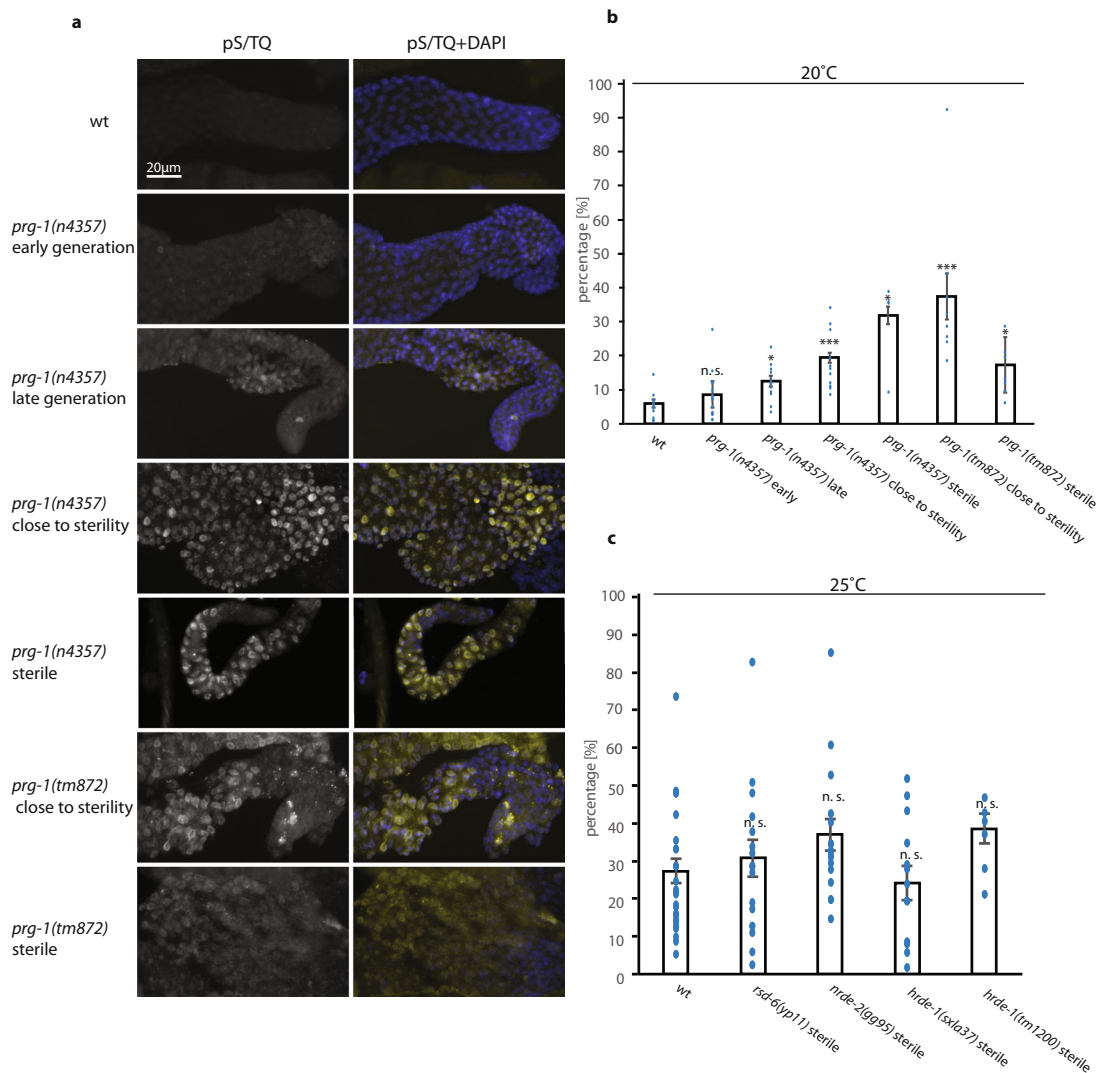 a
pS/TQ
pS/TQ+DAPI
wt
20µm
prg-1(n4357)
early generation
prg-1(n4357)
late generation
prg-1(n4357)
close to sterility
prg-1(n4357)
sterile
prg-1(tm872)
close to sterility
prg-1(tm872)
sterile
b
20˚C
percentage [%]
100
90
80
70
60
50
40
30
20
10
0
n. s.
*
***
*
***
*
wt
prg-1(n4357) early
prg-1(n4357) late
prg-1(n4357) close to sterility
prg-1(n4357) sterile
prg-1(tm872) close to sterility
prg-1(tm872) sterile
c
25˚C
percentage [%]
100
90
80
70
60
50
40
30
20
10
0
n. s.
n. s.
n. s.
n. s.
wt
rsd-6(yp11) sterile
nrde-2(gg95) sterile
hrde-1(sxla37) sterile
hrde-1(tm1200) sterile